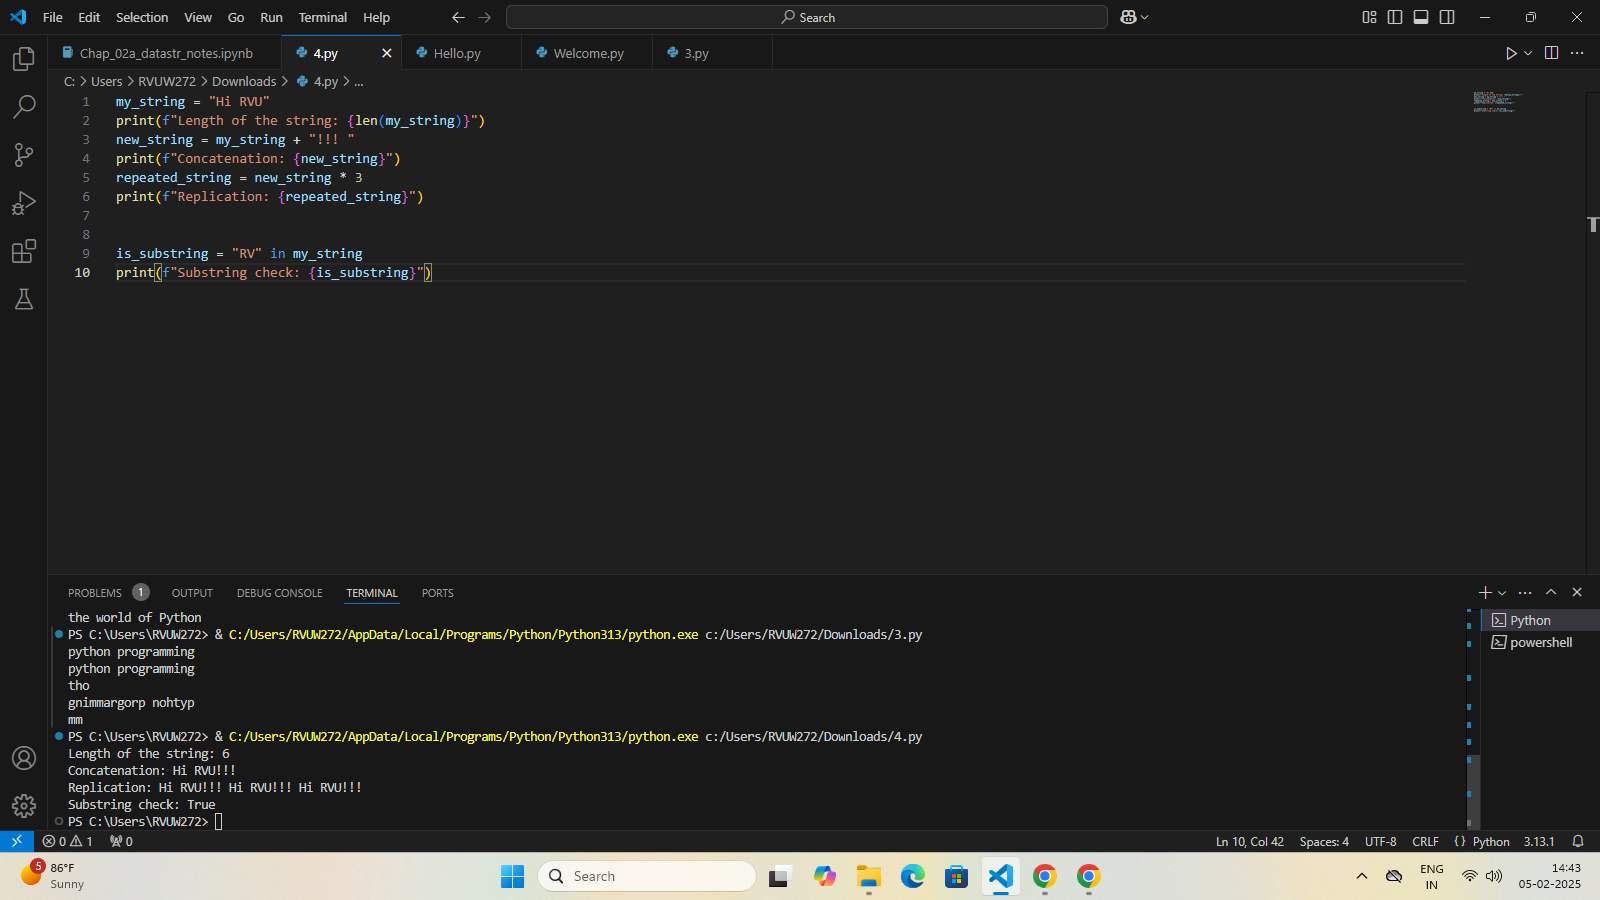 File Edit Selection View Go Run Terminal Help
Search
Chap_02a_datastr_notes.ipynb 4.py Hello.py Welcome.py 3.py
C: > Users > RVUW272 > Downloads > 4.py > ...
1 my_string = "Hi RVU"
2 print(f"Length of the string: {len(my_string)}")
3 new_string = my_string + "!!! "
4 print(f"Concatenation: {new_string}")
5 repeated_string = new_string * 3
6 print(f"Replication: {repeated_string}")
7
8
9 is_substring = "RV" in my_string
10 print(f"Substring check: {is_substring}")
PROBLEMS 1 OUTPUT DEBUG CONSOLE TERMINAL PORTS
the world of Python
PS C:\Users\RVUW272> & C:/Users/RVUW272/AppData/Local/Programs/Python/Python313/python.exe c:/Users/RVUW272/Downloads/3.py
python programming
python programming
tho
gnimmargorp nohtyp
mm
PS C:\Users\RVUW272> & C:/Users/RVUW272/AppData/Local/Programs/Python/Python313/python.exe c:/Users/RVUW272/Downloads/4.py
Length of the string: 6
Concatenation: Hi RVU!!!
Replication: Hi RVU!!! Hi RVU!!! Hi RVU!!!
Substring check: True
PS C:\Users\RVUW272>
Python
powershell
0 1 0
Ln 10, Col 42 Spaces: 4 UTF-8 CRLF {} Python 3.13.1
5
86°F
Sunny
Search
ENG
IN
14:43
05-02-2025